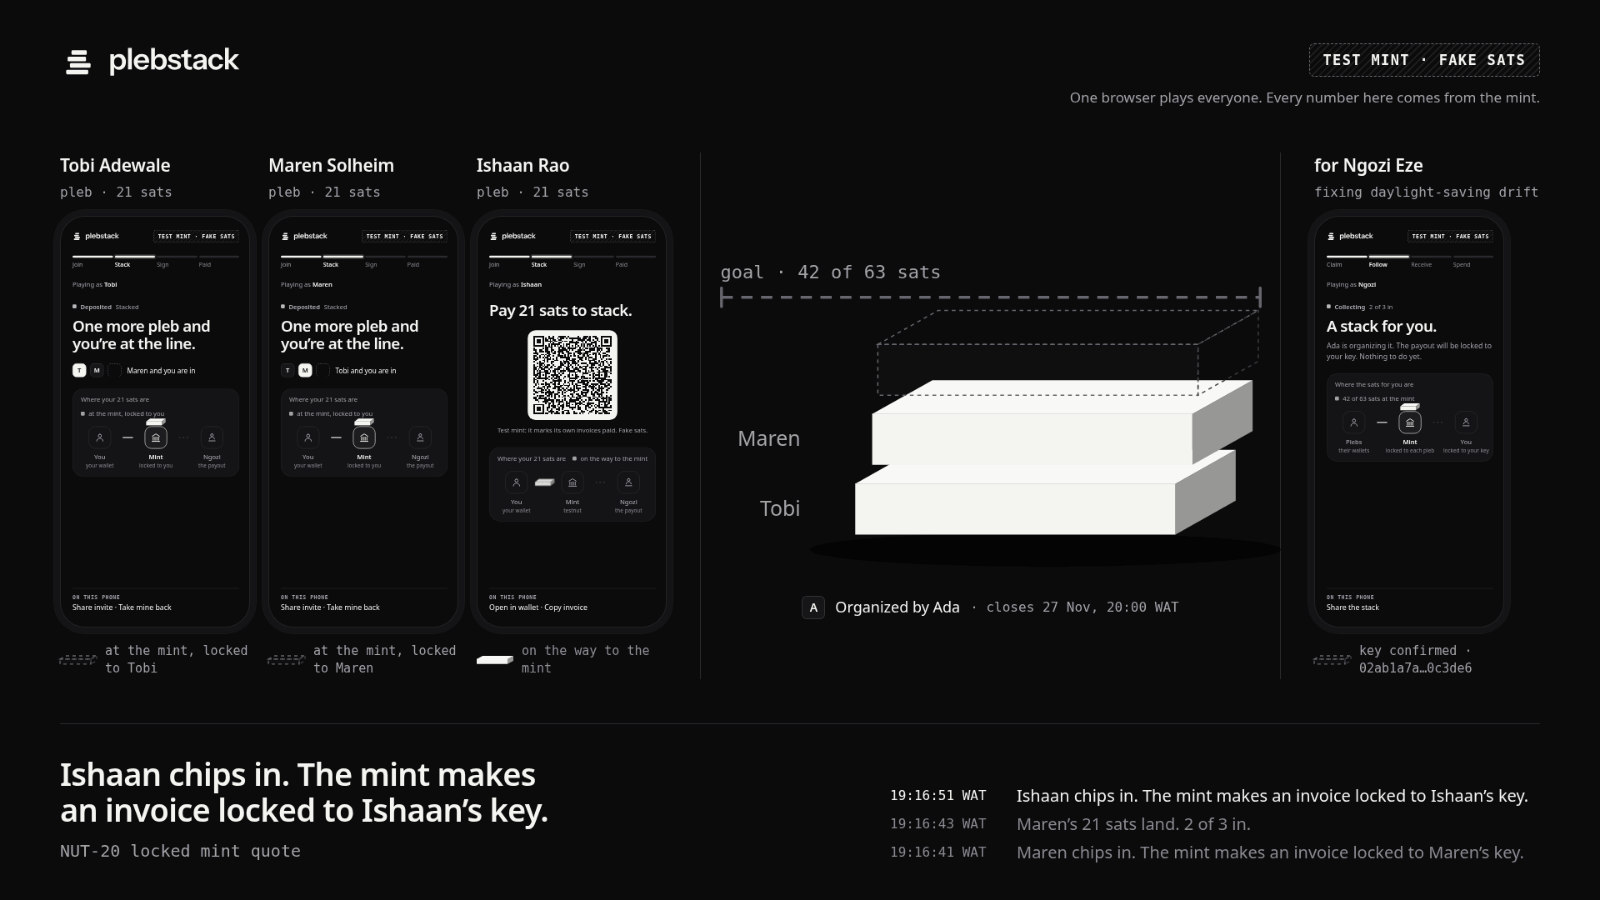 plebstack
TEST MINT · FAKE SATS
One browser plays everyone. Every number here comes from the mint.
Tobi Adewale
pleb · 21 sats
plebstack
TEST MINT · FAKE SATS
Join Stack Sign Paid
Playing as Tobi
Deposited Stacked
One more pleb and
you’re at the line.
T M Maren and you are in
Where your 21 sats are
at the mint, locked to you
You Mint Ngozi
your wallet locked to you the payout
ON THIS PHONE
Share invite · Take mine back
at the mint, locked
to Tobi
Maren Solheim
pleb · 21 sats
plebstack
TEST MINT · FAKE SATS
Join Stack Sign Paid
Playing as Maren
Deposited Stacked
One more pleb and
you’re at the line.
T M Tobi and you are in
Where your 21 sats are
at the mint, locked to you
You Mint Ngozi
your wallet locked to you the payout
ON THIS PHONE
Share invite · Take mine back
at the mint, locked
to Maren
Ishaan Rao
pleb · 21 sats
plebstack
TEST MINT · FAKE SATS
Join Stack Sign Paid
Playing as Ishaan
Pay 21 sats to stack.
Test mint: it marks its own invoices paid. Fake sats.
Where your 21 sats are on the way to the mint
You Mint Ngozi
your wallet testnut the payout
ON THIS PHONE
Open in wallet · Copy invoice
on the way to the
mint
goal · 42 of 63 sats
Maren
Tobi
A Organized by Ada · closes 27 Nov, 20:00 WAT
for Ngozi Eze
fixing daylight-saving drift
plebstack
TEST MINT · FAKE SATS
Claim Follow Receive Spend
Playing as Ngozi
Collecting 2 of 3 in
A stack for you.
Ada is organizing it. The payout will be locked to
your key. Nothing to do yet.
Where the sats for you are
42 of 63 sats at the mint
Plebs Mint You
their wallets locked to each pleb locked to your key
ON THIS PHONE
Share the stack
key confirmed ·
02ab1a7a…0c3de6
Ishaan chips in. The mint makes
an invoice locked to Ishaan’s key.
NUT-20 locked mint quote
19:16:51 WAT Ishaan chips in. The mint makes an invoice locked to Ishaan’s key.
19:16:43 WAT Maren’s 21 sats land. 2 of 3 in.
19:16:41 WAT Maren chips in. The mint makes an invoice locked to Maren’s key.